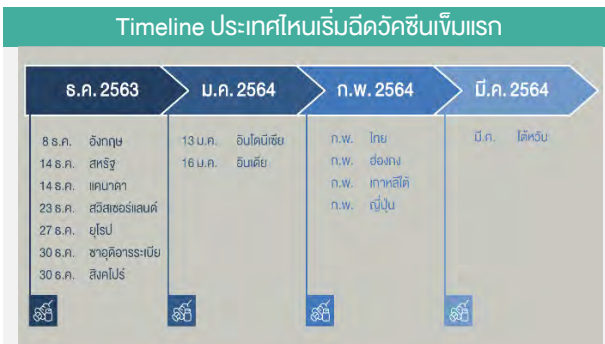 Timeline ประเทศไหนเริ่มฉีดวัคซีนเข็มแรก
ธ.ค. 2563
ม.ค. 2564
ก.พ. 2564
มี.ค. 2564
8 ธ.ค. อังกฤษ
14 ธ.ค. สหรัฐ
14 ธ.ค. แคนาดา
23 ธ.ค. สวิสเซอร์แลนด์
27 ธ.ค. ยุโรป
30 ธ.ค. ซาอุดิอารระเบีย
30 ธ.ค. สิงคโปร์
13 ม.ค. อินโดนีเซีย
16 ม.ค. อินเดีย
ก.พ. ไทย
ก.พ. ฮ่องกง
ก.พ. เกาหลีใต้
ก.พ. ญี่ปุ่น
มี.ค. ไต้หวัน